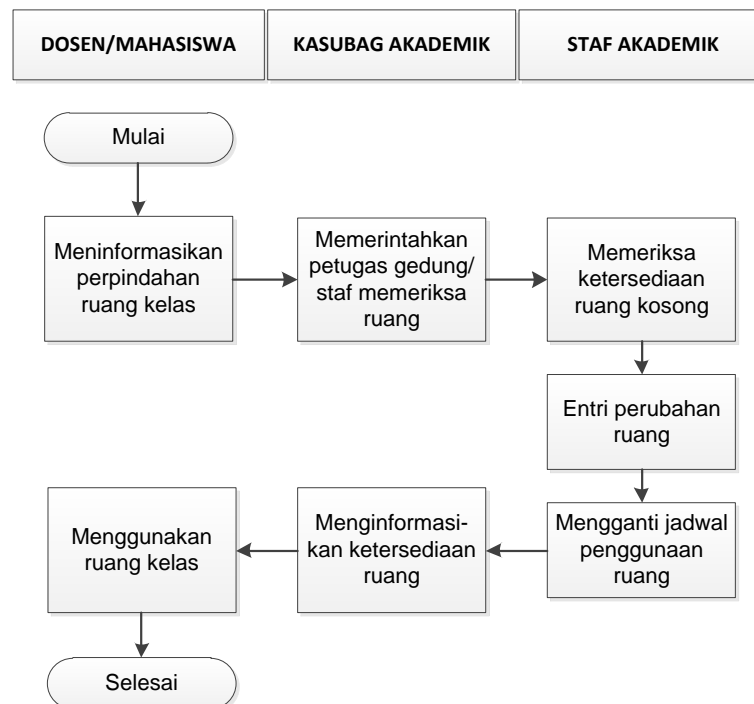 DOSEN/MAHASISWA
KASUBAG AKADEMIK
STAF AKADEMIK
Mulai
Meninformasikan
perpindahan
ruang kelas
Memerintahkan
petugas gedung/
staf memeriksa
ruang
Memeriksa
ketersediaan
ruang kosong
Entri perubahan
ruang
Mengganti jadwal
penggunaan
ruang
Menginformasi-
kan ketersediaan
ruang
Menggunakan
ruang kelas
Selesai